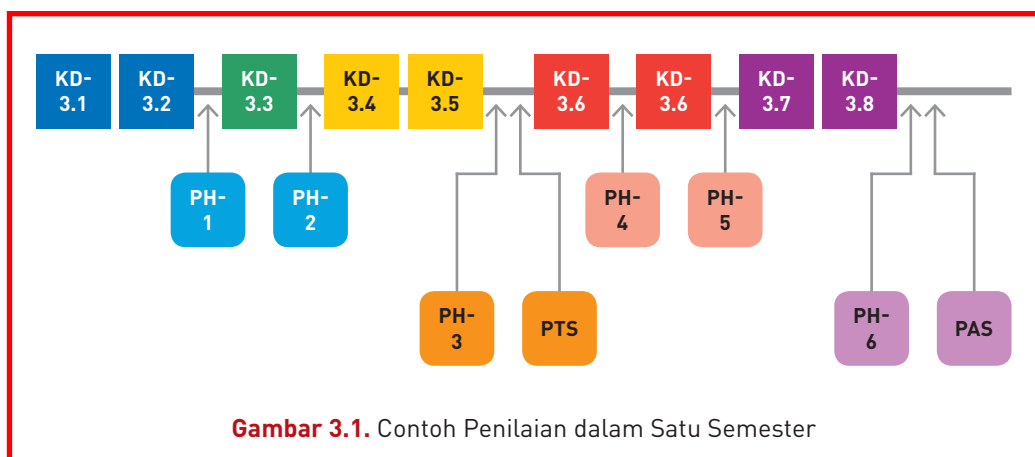 KD-
3.1
KD-
3.2
KD-
3.3
KD-
3.4
KD-
3.5
KD-
3.6
KD-
3.6
KD-
3.7
KD-
3.8
PH-
1
PH-
2
PH-
4
PH-
5
PH-
3
PTS
PH-
6
PAS
Gambar 3.1. Contoh Penilaian dalam Satu Semester